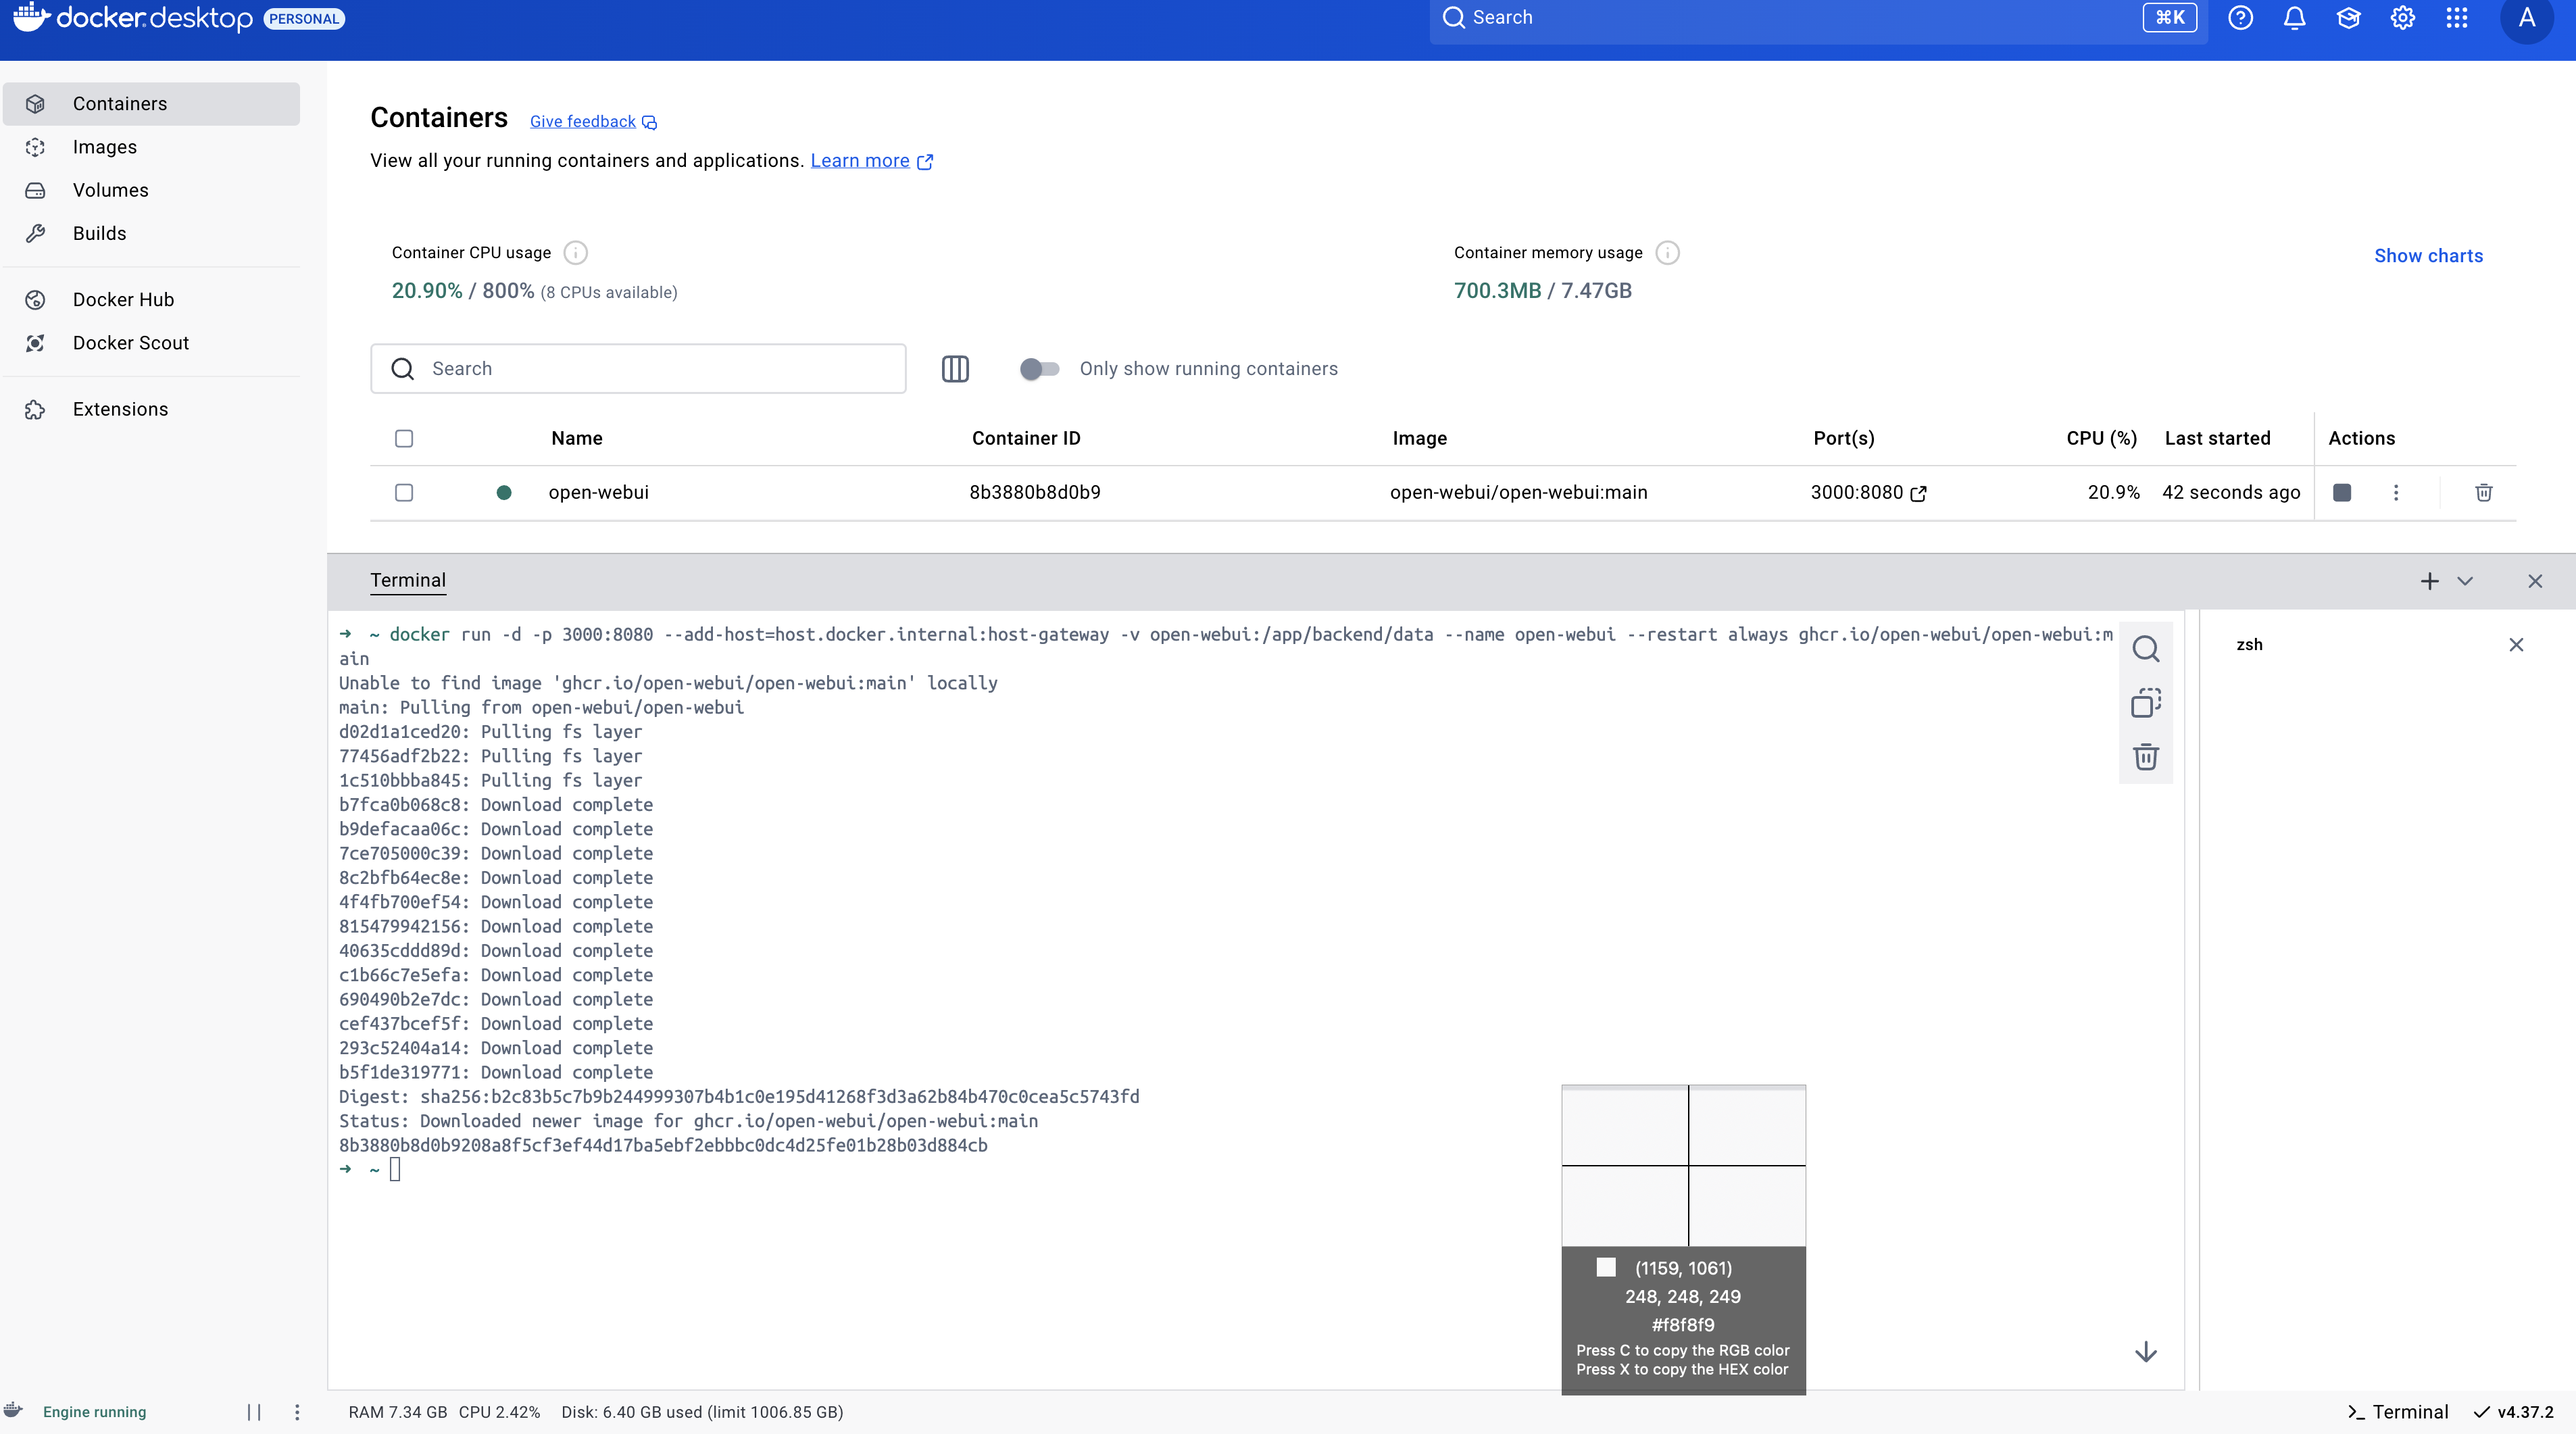 docker.desktop PERSONAL
Search ⌘K A
Containers
Images
Volumes
Builds
Docker Hub
Docker Scout
Extensions
Containers Give feedback
View all your running containers and applications. Learn more
Container CPU usage
20.90% / 800% (8 CPUs available)
Container memory usage
700.3MB / 7.47GB
Show charts
Search
Only show running containers
Name Container ID Image Port(s) CPU (%) Last started Actions
open-webui 8b3880b8d0b9 open-webui/open-webui:main 3000:8080 20.9% 42 seconds ago
Terminal
➜ ~ docker run -d -p 3000:8080 --add-host=host.docker.internal:host-gateway -v open-webui:/app/backend/data --name open-webui --restart always ghcr.io/open-webui/open-webui:m
ain
Unable to find image 'ghcr.io/open-webui/open-webui:main' locally
main: Pulling from open-webui/open-webui
d02d1a1ced20: Pulling fs layer
77456adf2b22: Pulling fs layer
1c510bbba845: Pulling fs layer
b7fca0b068c8: Download complete
b9defacaa06c: Download complete
7ce705000c39: Download complete
8c2bfb64ec8e: Download complete
4f4fb700ef54: Download complete
815479942156: Download complete
40635cddd89d: Download complete
c1b66c7e5efa: Download complete
690490b2e7dc: Download complete
cef437bcef5f: Download complete
293c52404a14: Download complete
b5f1de319771: Download complete
Digest: sha256:b2c83b5c7b9b244999307b4b1c0e195d41268f3d3a62b84b470c0cea5c5743fd
Status: Downloaded newer image for ghcr.io/open-webui/open-webui:main
8b3880b8d0b9208a8f5cf3ef44d17ba5ebf2ebbbc0dc4d25fe01b28b03d884cb
➜ ~
zsh
(1159, 1061)
248, 248, 249
#f8f8f9
Press C to copy the RGB color
Press X to copy the HEX color
Engine running
RAM 7.34 GB CPU 2.42% Disk: 6.40 GB used (limit 1006.85 GB)
Terminal v4.37.2